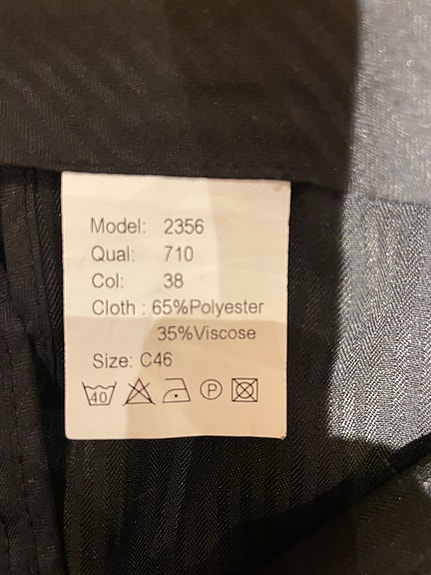 Model: 2356
Qual: 710
Col: 38
Cloth : 65%Polyester
35%Viscose
Size: C46
40 P